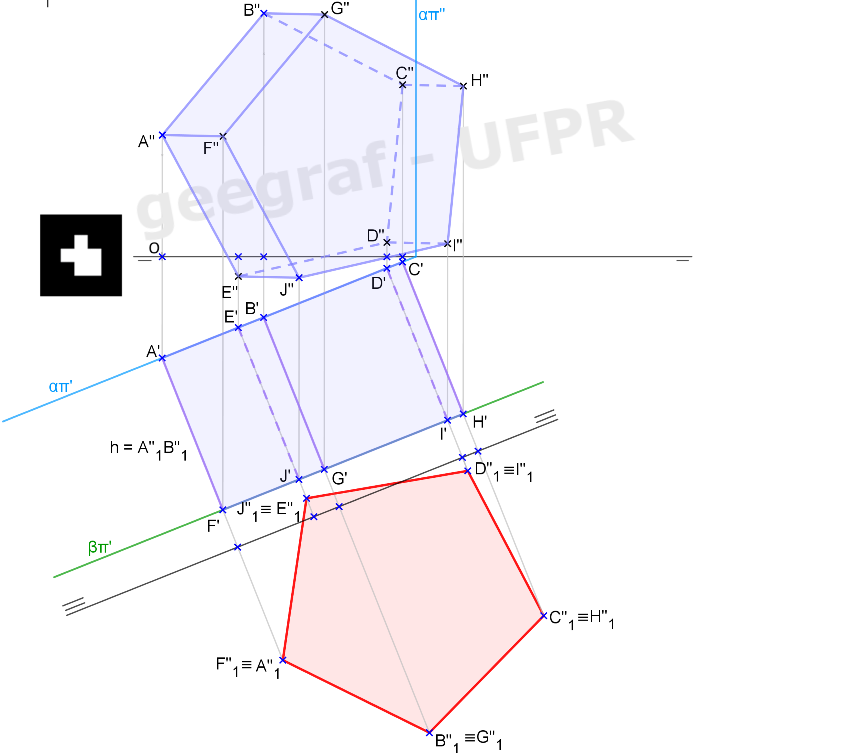 B" G" απ"
C" H"
A" F"
geegraf - UFPR
D" I"
O
E" J" D' C'
E' B'
A'
απ'
h = A"₁B"₁
I' H'
J' G' D"₁≡I"₁
F' J"₁≡ E"₁
βπ'
C"₁≡H"₁
F"₁≡ A"₁
B"₁ ≡G"₁